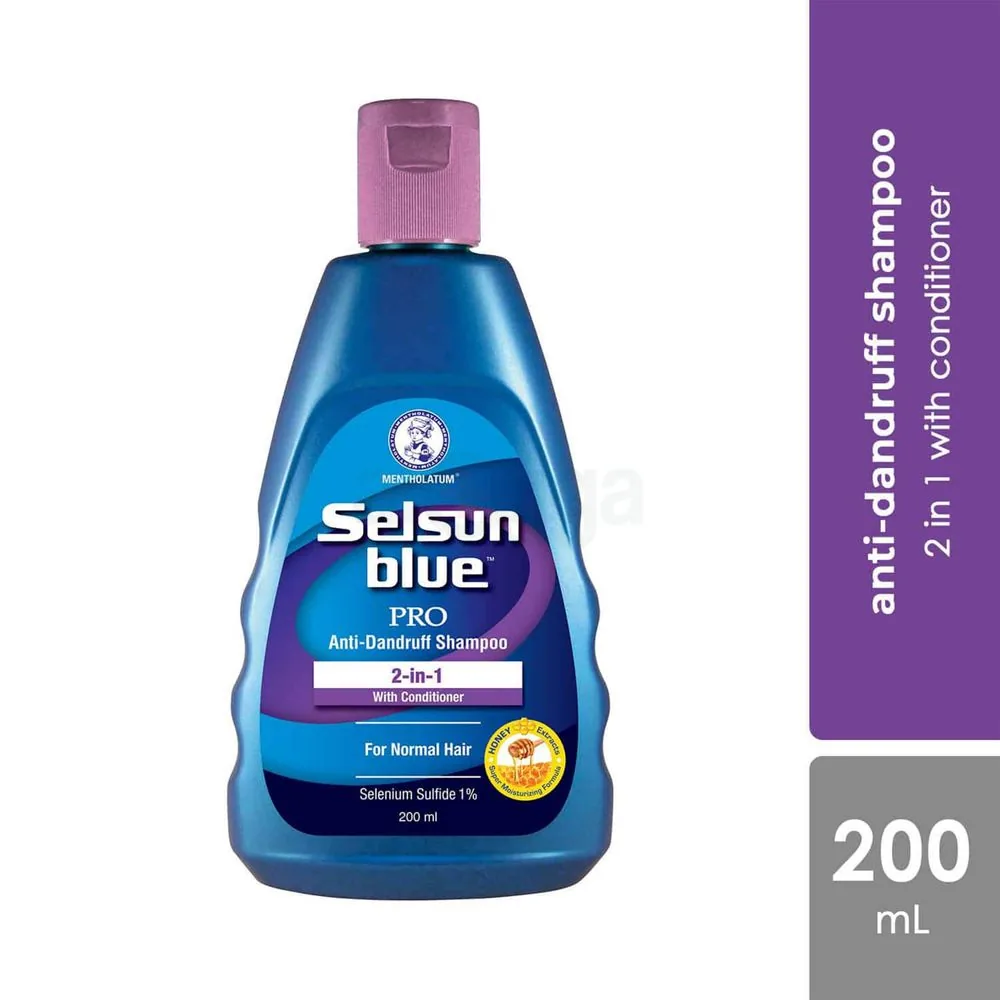 MENTHOLATUM®
Selsun
blue™
PRO
Anti-Dandruff Shampoo
2-in-1
With Conditioner
For Normal Hair
HONEY Extracts
Super Moisturizing Formula
Selenium Sulfide 1%
200 ml
anti-dandruff shampoo
2 in 1 with conditioner
200
mL